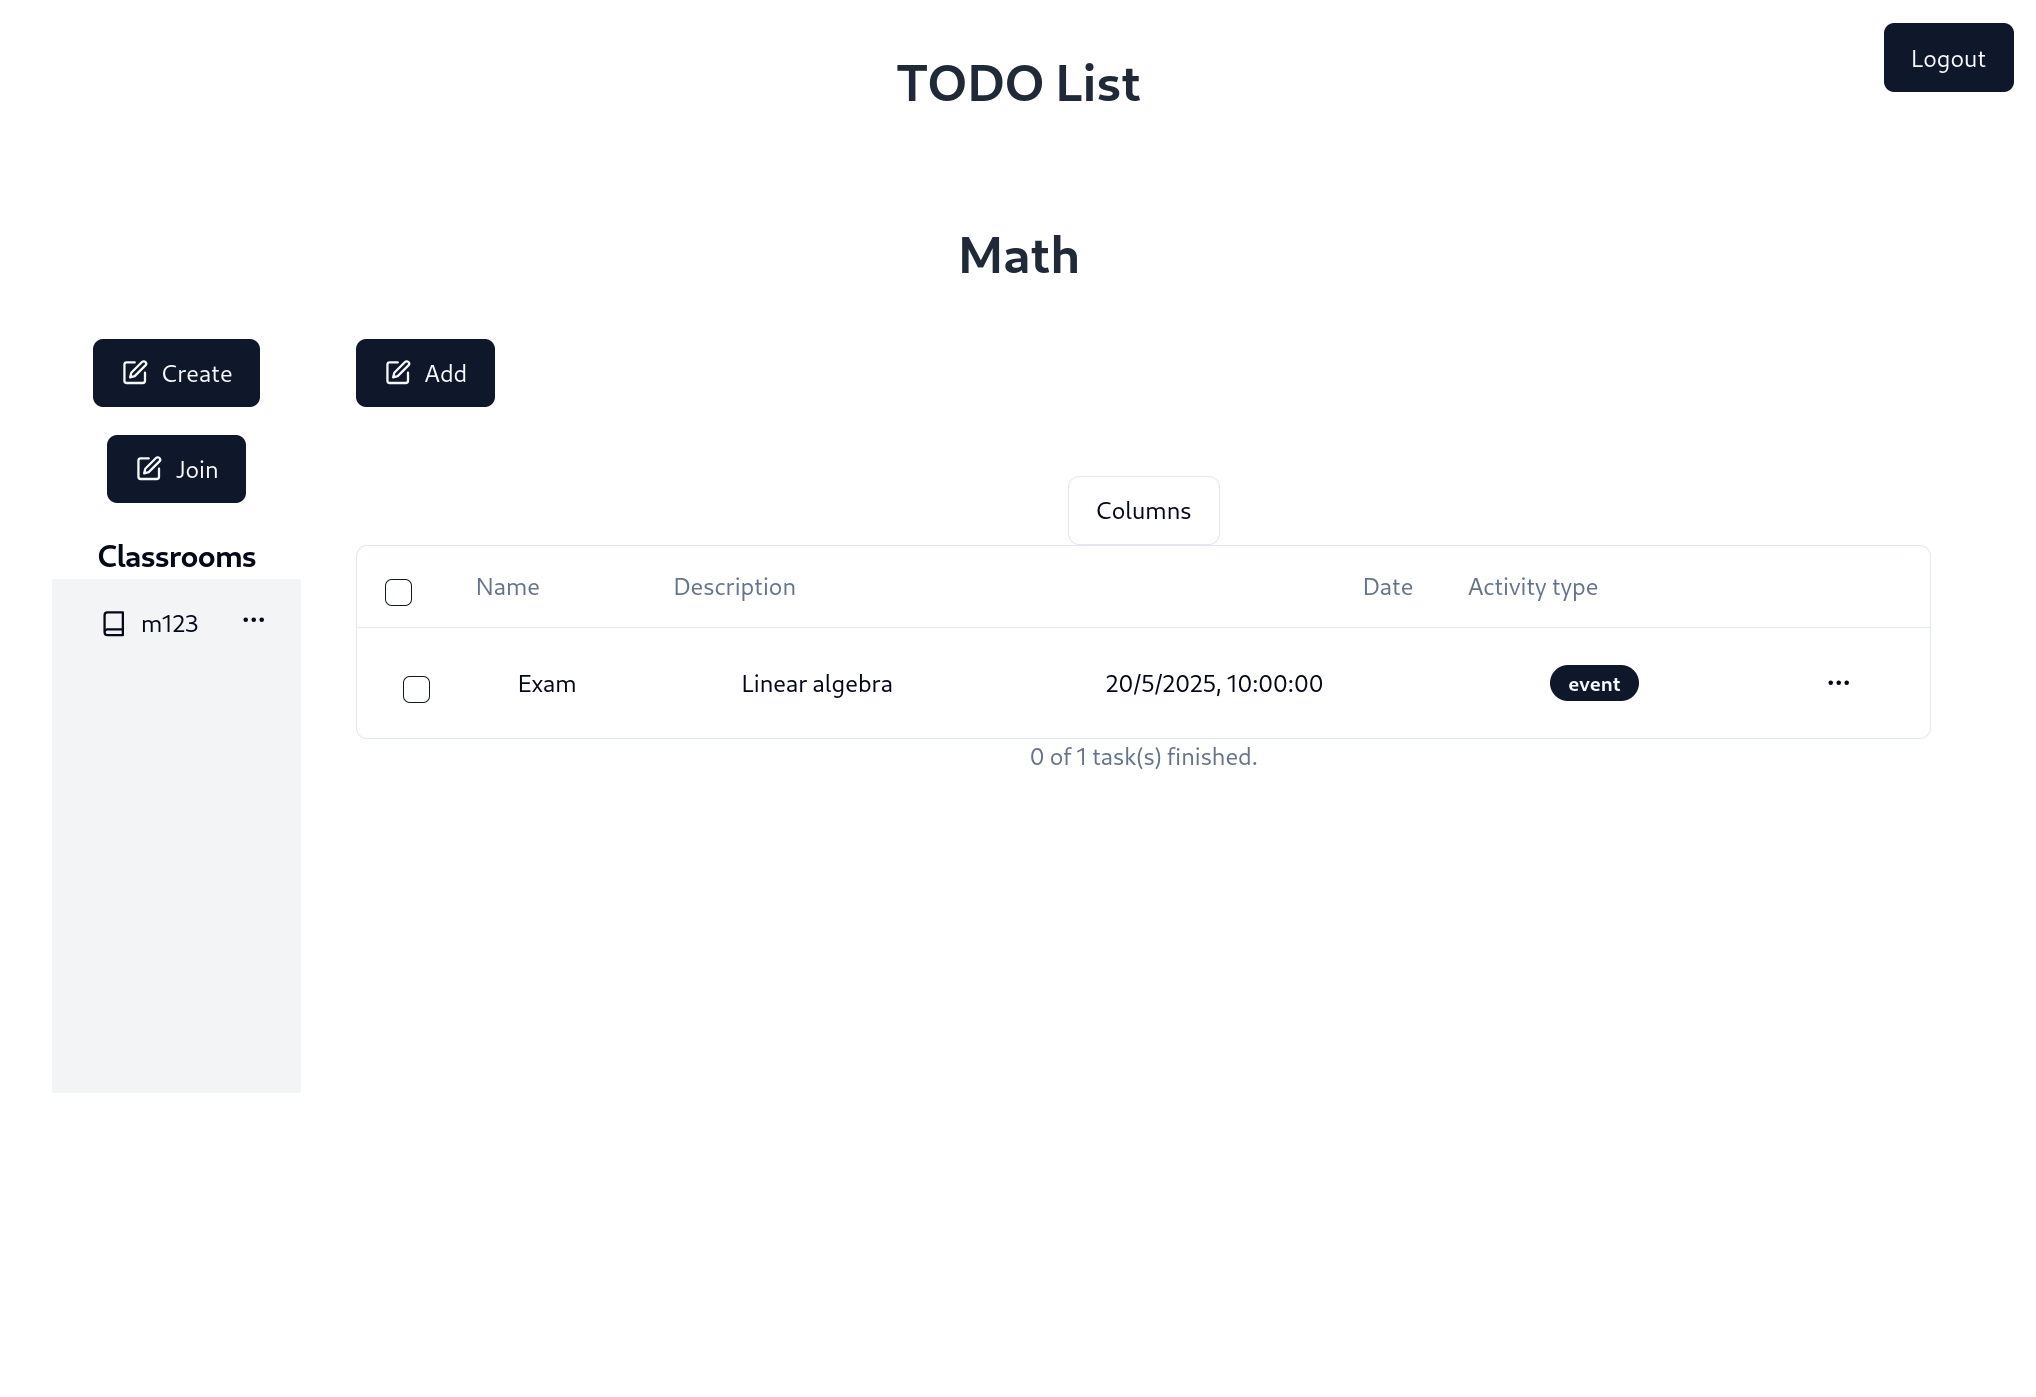 Logout
TODO List
Math
Create
Add
Join
Columns
Classrooms
Name Description Date Activity type
m123
Exam Linear algebra 20/5/2025, 10:00:00 event
0 of 1 task(s) finished.